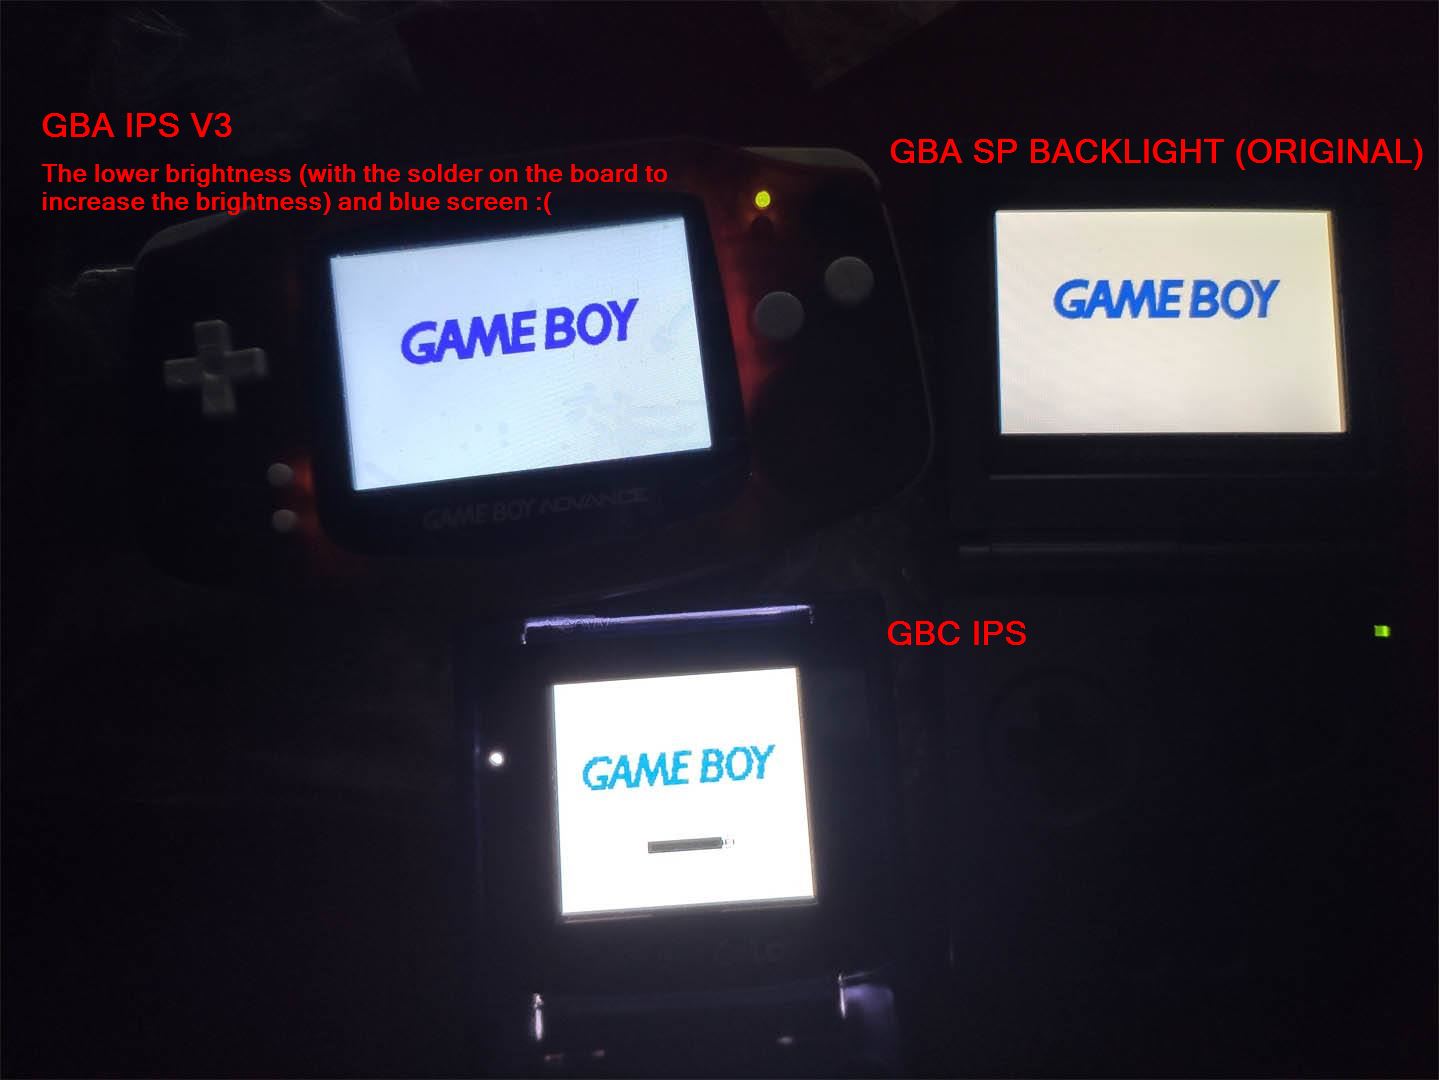 GBA IPS V3
The lower brightness (with the solder on the board to
increase the brightness) and blue screen :(
GBA SP BACKLIGHT (ORIGINAL)
GAME BOY
GAME BOY
GAME BOY ADVANCE
GBC IPS
GAME BOY